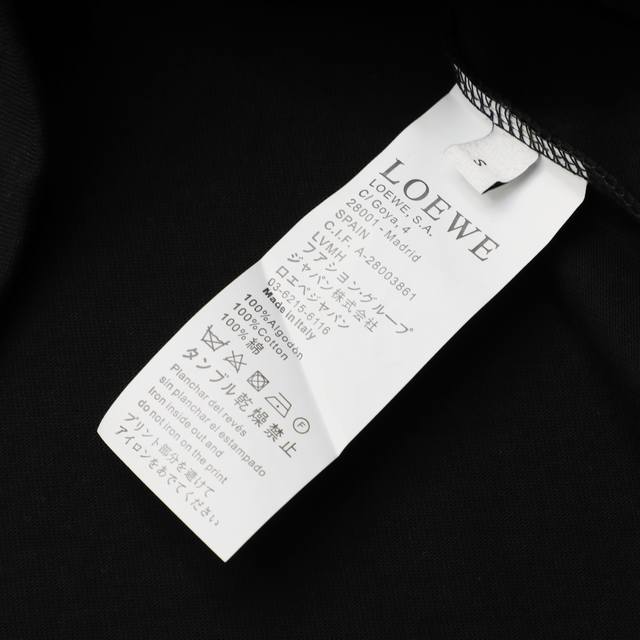 S
LOEWE
LOEWE, S.A.
C/ Goya, 4
28001 - Madrid
SPAIN
C.I.F. A-28003861
LVMH
ファッショングループ
ジャパン株式会社
ロエベジャパン
03-6215-6116
Made in Italy
100%Algodon
100%Cotton
100%綿
タンブル乾燥禁止
Planchar del revés
sin planchar el estampado
Iron inside out end
do not iron on the print
プリント部分を避けて
アイロンをあててください